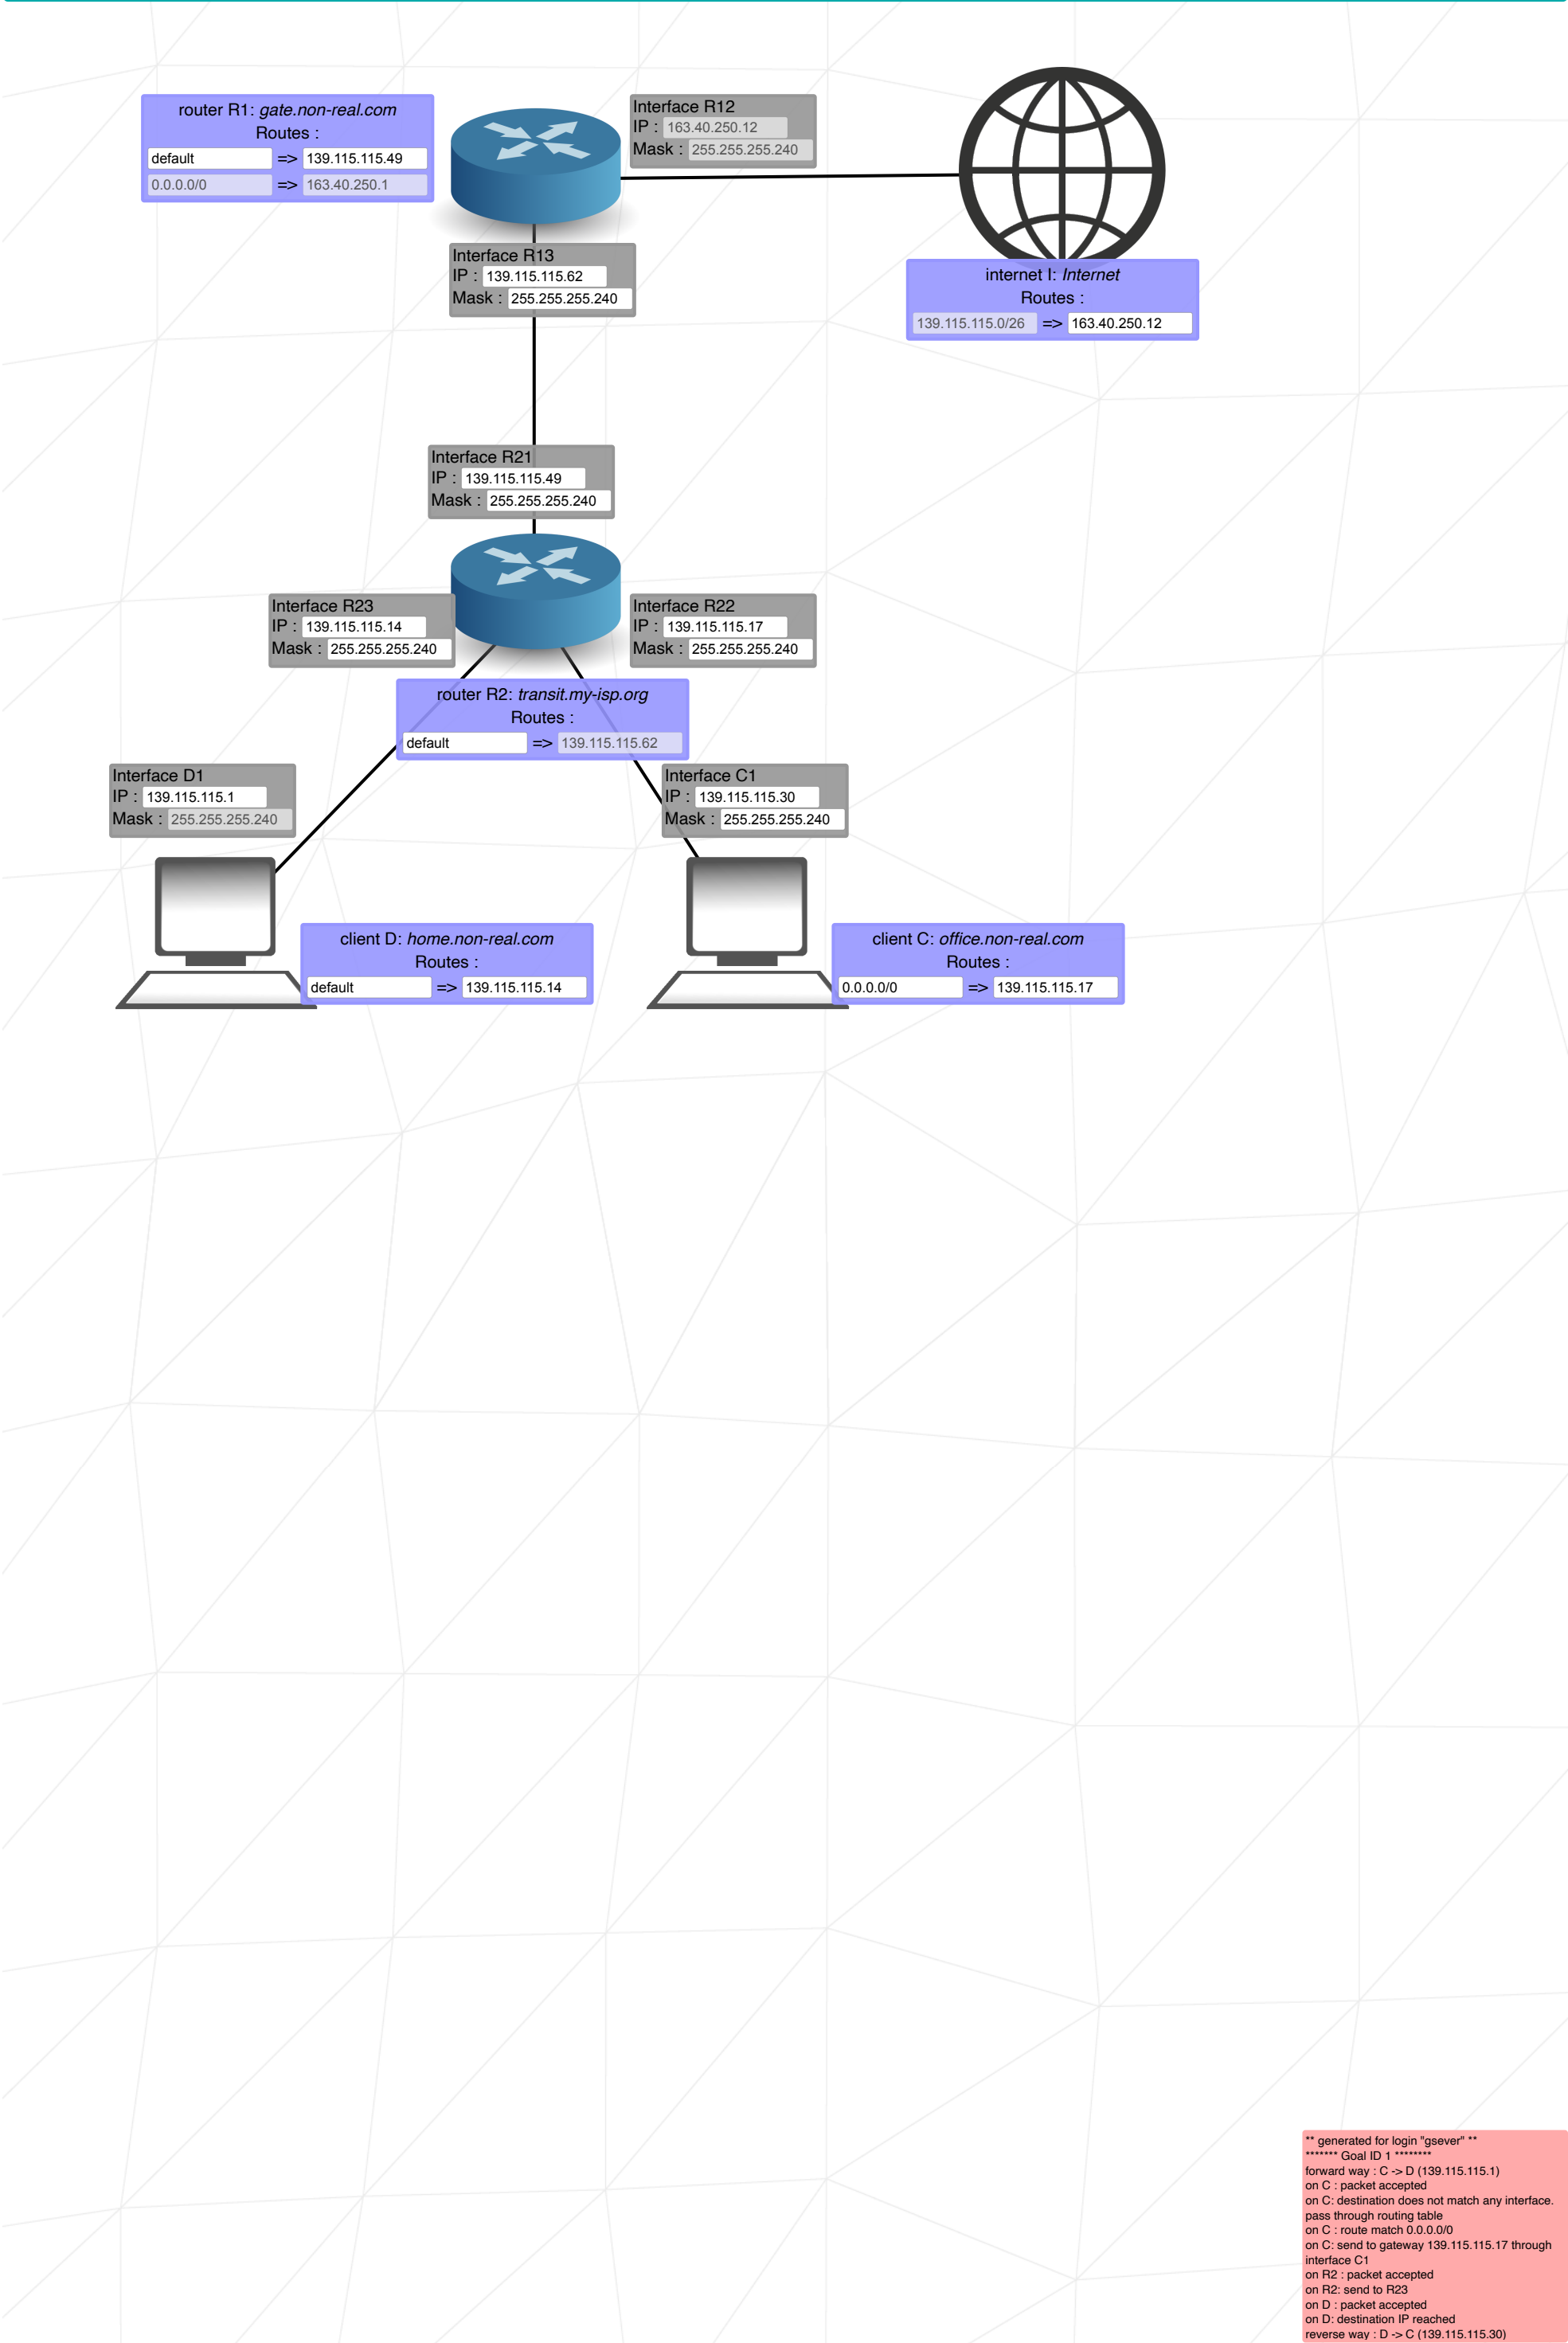 router R1: gate.non-real.com
Routes :
default => 139.115.115.49
0.0.0.0/0 => 163.40.250.1
Interface R12
IP : 163.40.250.12
Mask : 255.255.255.240
Interface R13
IP : 139.115.115.62
Mask : 255.255.255.240
internet I: Internet
Routes :
139.115.115.0/26 => 163.40.250.12
Interface R21
IP : 139.115.115.49
Mask : 255.255.255.240
Interface R23
IP : 139.115.115.14
Mask : 255.255.255.240
Interface R22
IP : 139.115.115.17
Mask : 255.255.255.240
router R2: transit.my-isp.org
Routes :
default => 139.115.115.62
Interface D1
IP : 139.115.115.1
Mask : 255.255.255.240
Interface C1
IP : 139.115.115.30
Mask : 255.255.255.240
client D: home.non-real.com
Routes :
default => 139.115.115.14
client C: office.non-real.com
Routes :
0.0.0.0/0 => 139.115.115.17
** generated for login "gsever" **
******* Goal ID 1 ********
forward way : C -> D (139.115.115.1)
on C : packet accepted
on C: destination does not match any interface.
pass through routing table
on C : route match 0.0.0.0/0
on C: send to gateway 139.115.115.17 through
interface C1
on R2 : packet accepted
on R2: send to R23
on D : packet accepted
on D: destination IP reached
reverse way : D -> C (139.115.115.30)